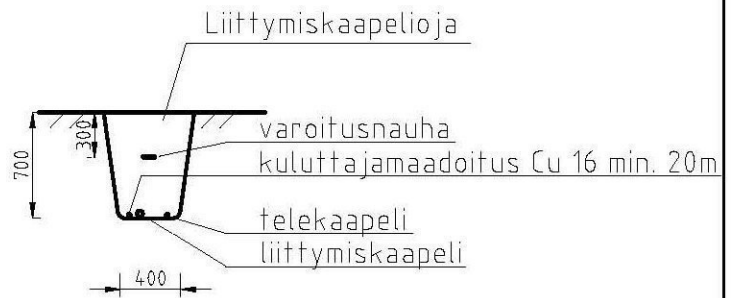 Liittymiskaapelioja
300
700
varoitusnauha
kuluttajamaadoitus Cu 16 min. 20m
telekaapeli
liittymiskaapeli
400